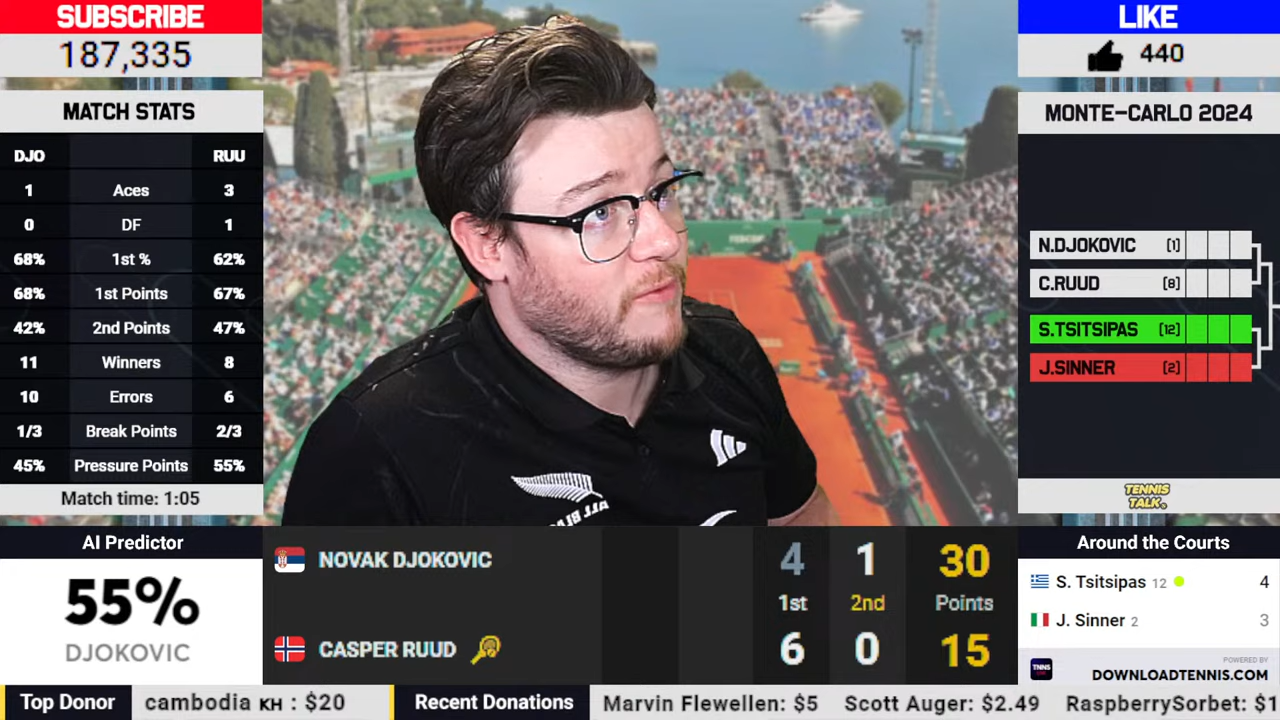 SUBSCRIBE
187,335
MATCH STATS
DJO RUU
1 Aces 3
0 DF 1
68% 1st % 62%
68% 1st Points 67%
42% 2nd Points 47%
11 Winners 8
10 Errors 6
1/3 Break Points 2/3
45% Pressure Points 55%
Match time: 1:05
AI Predictor
55%
DJOKOVIC
LIKE
440
MONTE-CARLO 2024
N.DJOKOVIC [1]
C.RUUD [8]
S.TSITSIPAS [12]
J.SINNER [2]
TENNIS
TALK.
Around the Courts
S. Tsitsipas 12 4
J. Sinner 2 3
POWERED BY
TNNS
DOWNLOADTENNIS.COM
NOVAK DJOKOVIC 4 1 30
1st 2nd Points
CASPER RUUD 6 0 15
Top Donor cambodia KH : $20 Recent Donations Marvin Flewellen: $5 Scott Auger: $2.49 RaspberrySorbet: $1